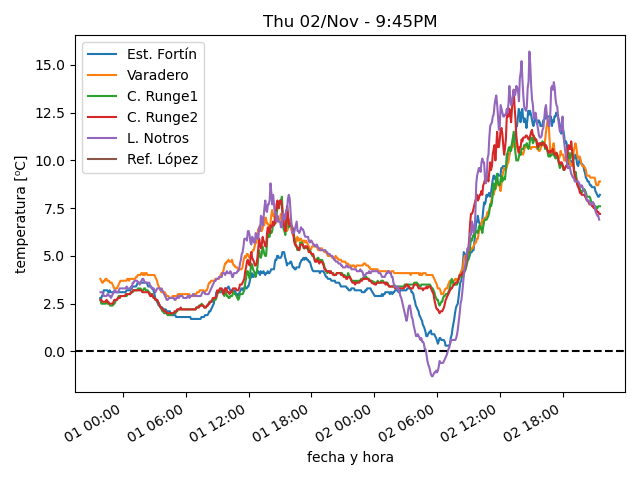 Thu 02/Nov - 9:45PM
Est. Fortín
Varadero
C. Runge1
C. Runge2
L. Notros
Ref. López
temperatura [ºC]
15.0
12.5
10.0
7.5
5.0
2.5
0.0
01 00:00
01 06:00
01 12:00
01 18:00
02 00:00
02 06:00
02 12:00
02 18:00
fecha y hora